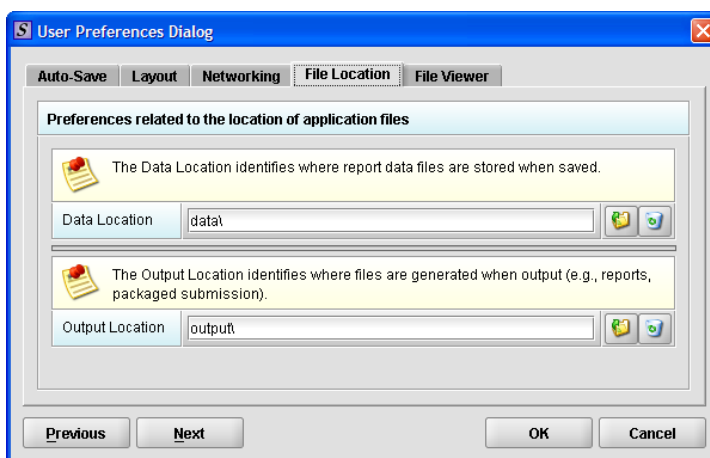 S User Preferences Dialog
Auto-Save Layout Networking File Location File Viewer
Preferences related to the location of application files
The Data Location identifies where report data files are stored when saved.
Data Location data\
The Output Location identifies where files are generated when output (e.g., reports,
packaged submission).
Output Location output\
Previous Next OK Cancel